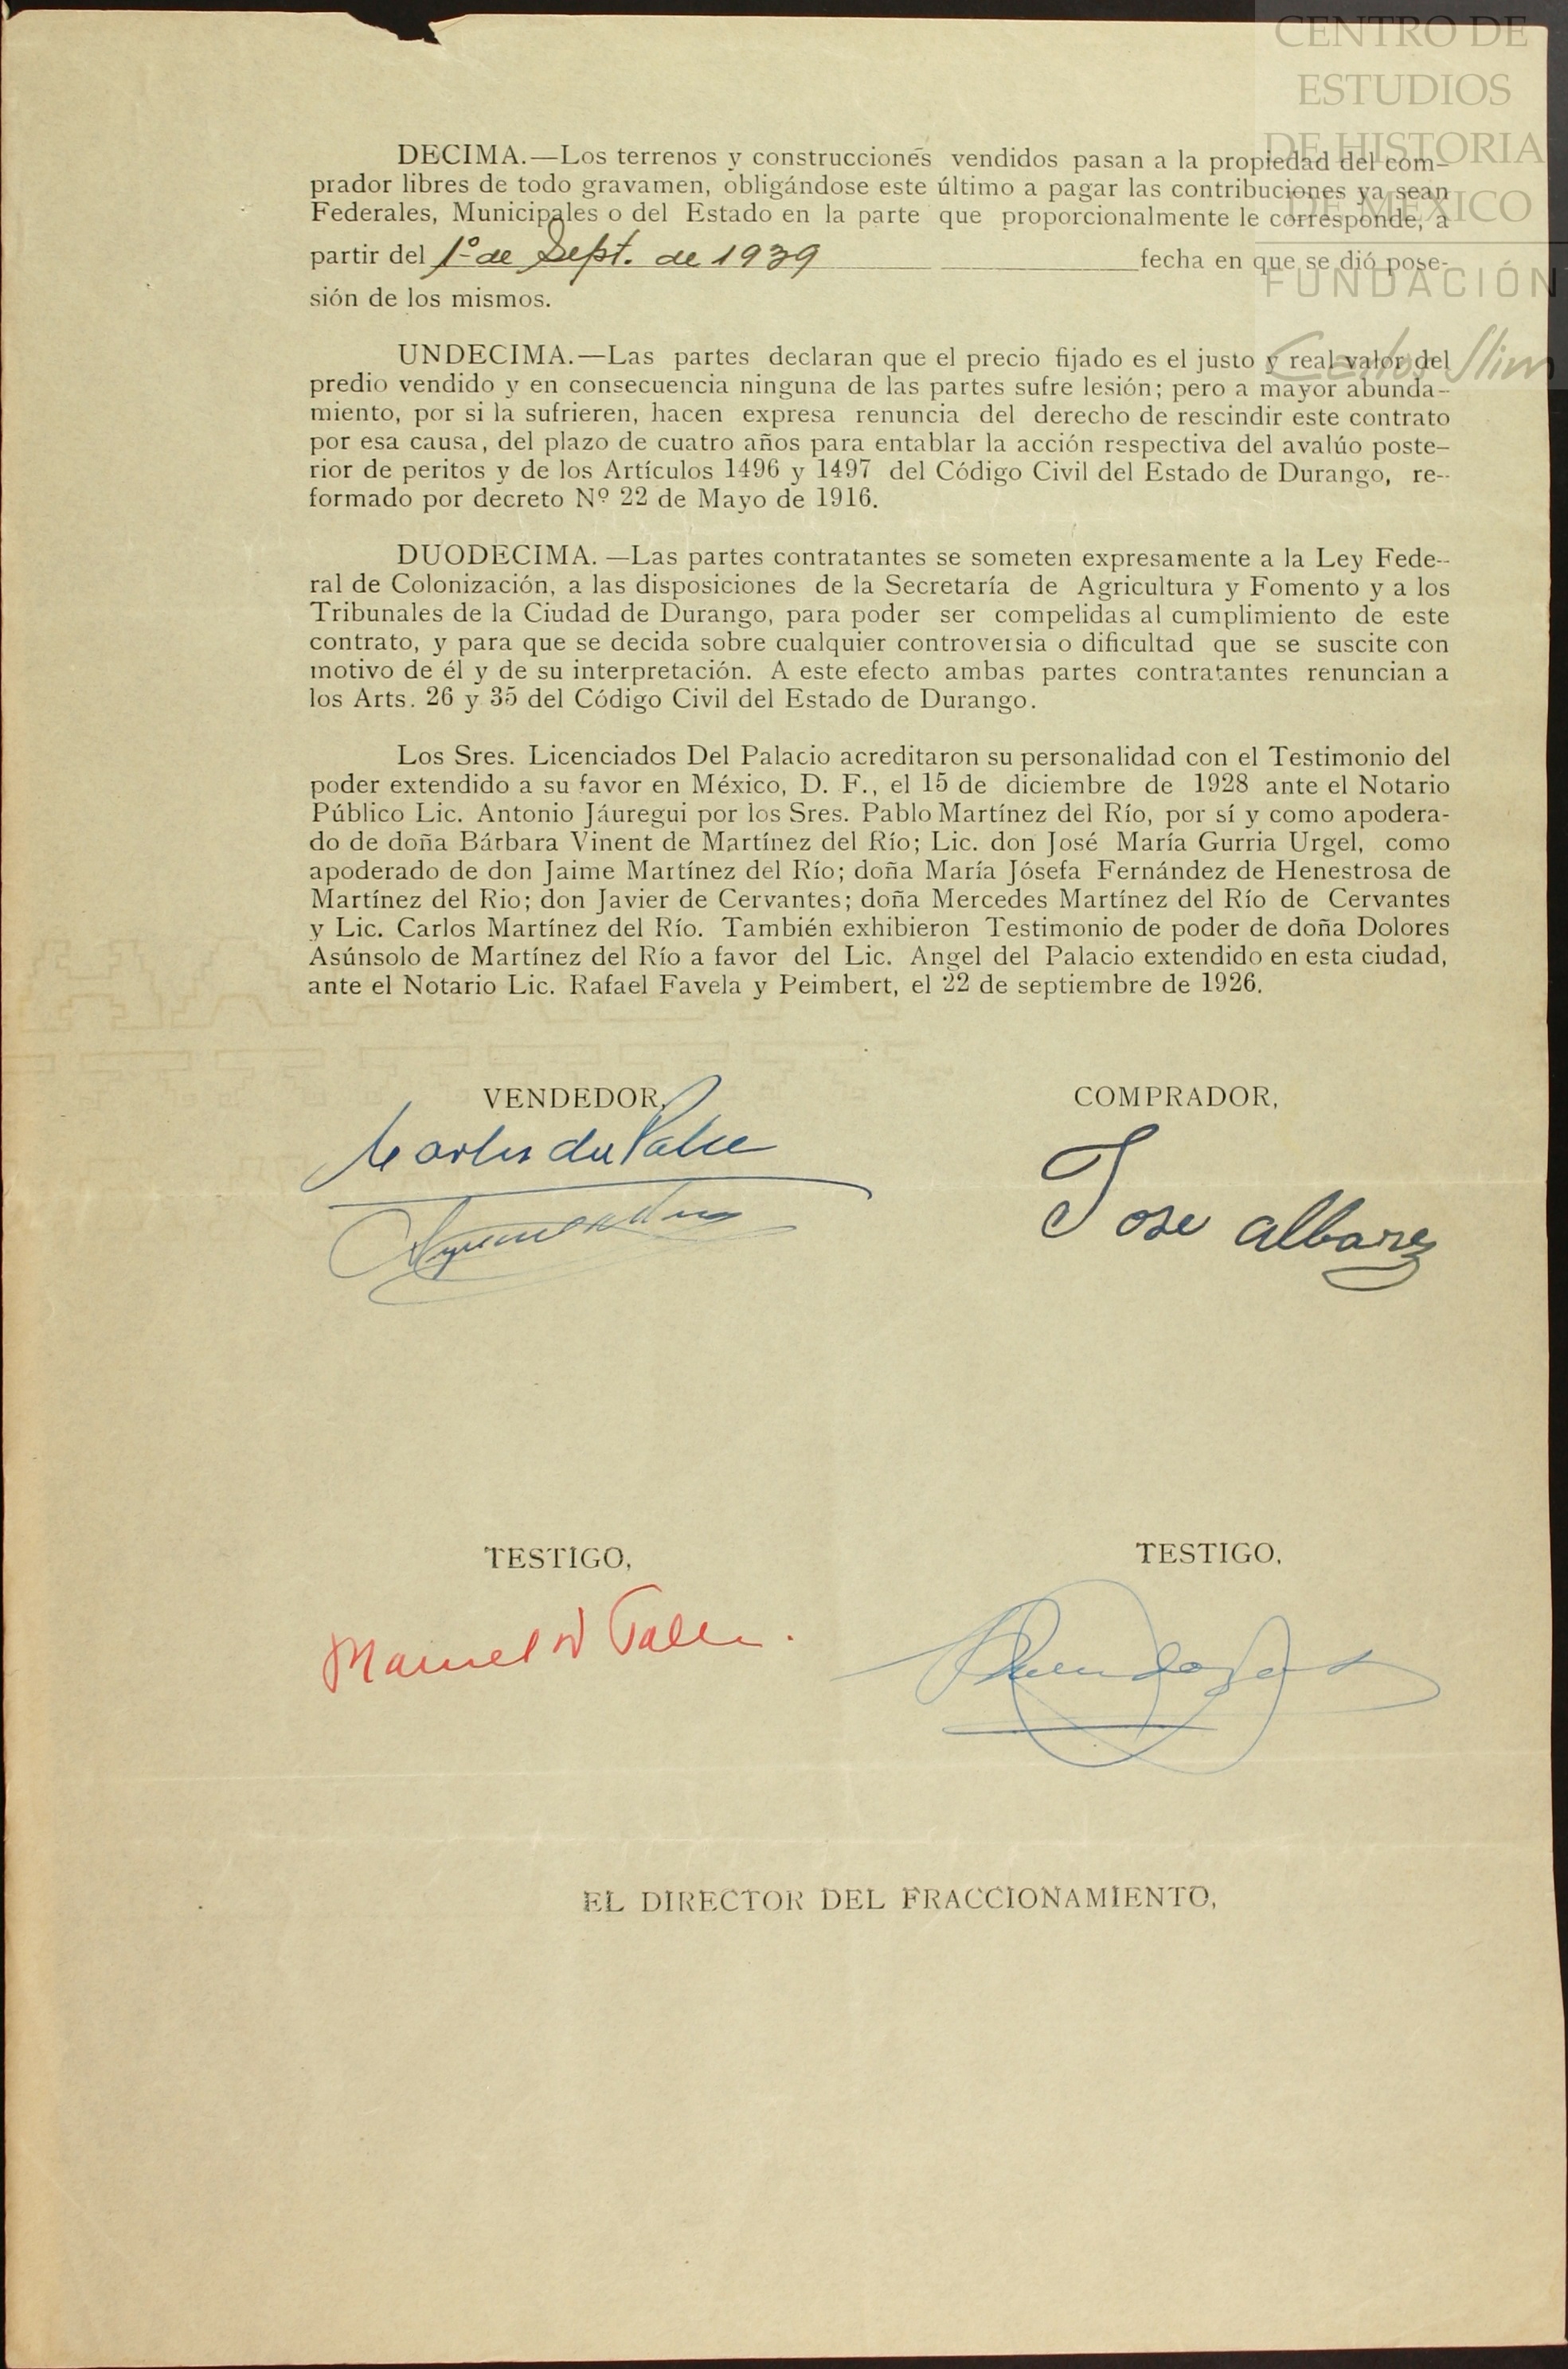 CENTRO DE
ESTUDIOS
DE HISTORIA
DE MÉXICO
FUNDACIÓN
Carlos Slim
DECIMA.—Los terrenos y construcciones vendidos pasan a la propiedad del com-
prador libres de todo gravamen, obligándose este último a pagar las contribuciones ya sean
Federales, Municipales o del Estado en la parte que proporcionalmente le corresponde, a
partir del 1º de Sept. de 1939 fecha en que se dió pose-
sión de los mismos.
UNDECIMA.—Las partes declaran que el precio fijado es el justo y real valor del
predio vendido y en consecuencia ninguna de las partes sufre lesión; pero a mayor abunda-
miento, por si la sufrieren, hacen expresa renuncia del derecho de rescindir este contrato
por esa causa, del plazo de cuatro años para entablar la acción respectiva del avalúo poste-
rior de peritos y de los Artículos 1496 y 1497 del Código Civil del Estado de Durango, re-
formado por decreto Nº 22 de Mayo de 1916.
DUODECIMA.—Las partes contratantes se someten expresamente a la Ley Fede-
ral de Colonización, a las disposiciones de la Secretaría de Agricultura y Fomento y a los
Tribunales de la Ciudad de Durango, para poder ser compelidas al cumplimiento de este
contrato, y para que se decida sobre cualquier controversia o dificultad que se suscite con
motivo de él y de su interpretación. A este efecto ambas partes contratantes renuncian a
los Arts. 26 y 35 del Código Civil del Estado de Durango.
Los Sres. Licenciados Del Palacio acreditaron su personalidad con el Testimonio del
poder extendido a su favor en México, D. F., el 15 de diciembre de 1928 ante el Notario
Público Lic. Antonio Jáuregui por los Sres. Pablo Martínez del Río, por sí y como apodera-
do de doña Bárbara Vinent de Martínez del Río; Lic. don José María Gurria Urgel, como
apoderado de don Jaime Martínez del Río; doña María Jósefa Fernández de Henestrosa de
Martínez del Rio; don Javier de Cervantes; doña Mercedes Martínez del Río de Cervantes
y Lic. Carlos Martínez del Río. También exhibieron Testimonio de poder de doña Dolores
Asúnsolo de Martínez del Río a favor del Lic. Angel del Palacio extendido en esta ciudad,
ante el Notario Lic. Rafael Favela y Peimbert, el 22 de septiembre de 1926.
VENDEDOR,
COMPRADOR,
Jose albarez
TESTIGO,
TESTIGO,
Manuel
EL DIRECTOR DEL FRACCIONAMIENTO,